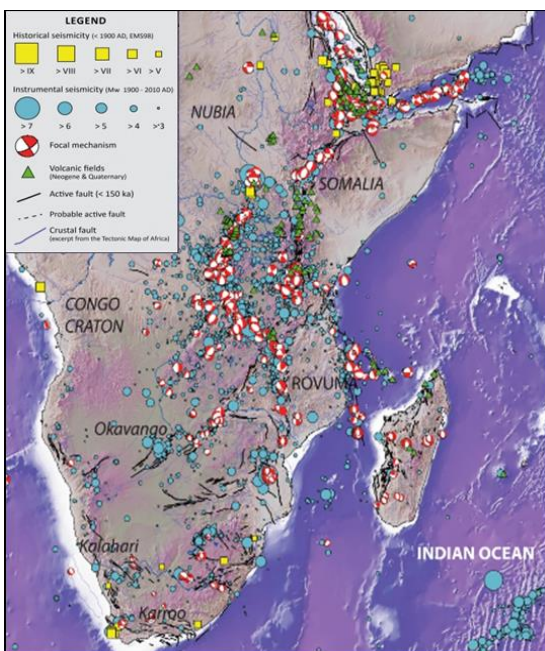 LEGEND
Historical seismicity (< 1900 AD, EMS98)
> IX > VIII > VII > VI > V
Instrumental seismicity (Mw 1900 - 2010 AD)
> 7 > 6 > 5 > 4 >'3
Focal mechanism
Volcanic fields
(Neogene & Quaternary)
Active fault (< 150 ka)
Probable active fault
Crustal fault
(excerpt from the Tectonic Map of Africa)
NUBIA
SOMALIA
CONGO
CRATON
ROVUMA
Okavango
Kalahari
INDIAN OCEAN
Karroo